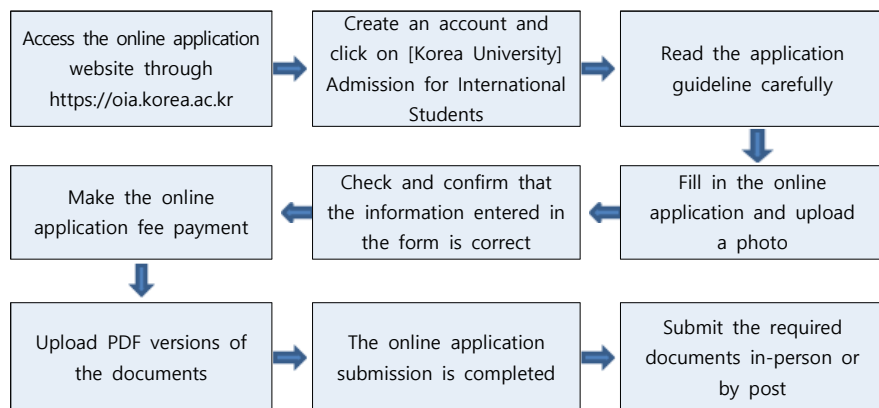 Access the online application
website through
https://oia.korea.ac.kr
Create an account and
click on [Korea University]
Admission for International
Students
Read the application
guideline carefully
Fill in the online
application and upload
a photo
Check and confirm that
the information entered in
the form is correct
Make the online
application fee payment
Upload PDF versions of
the documents
The online application
submission is completed
Submit the required
documents in-person or
by post